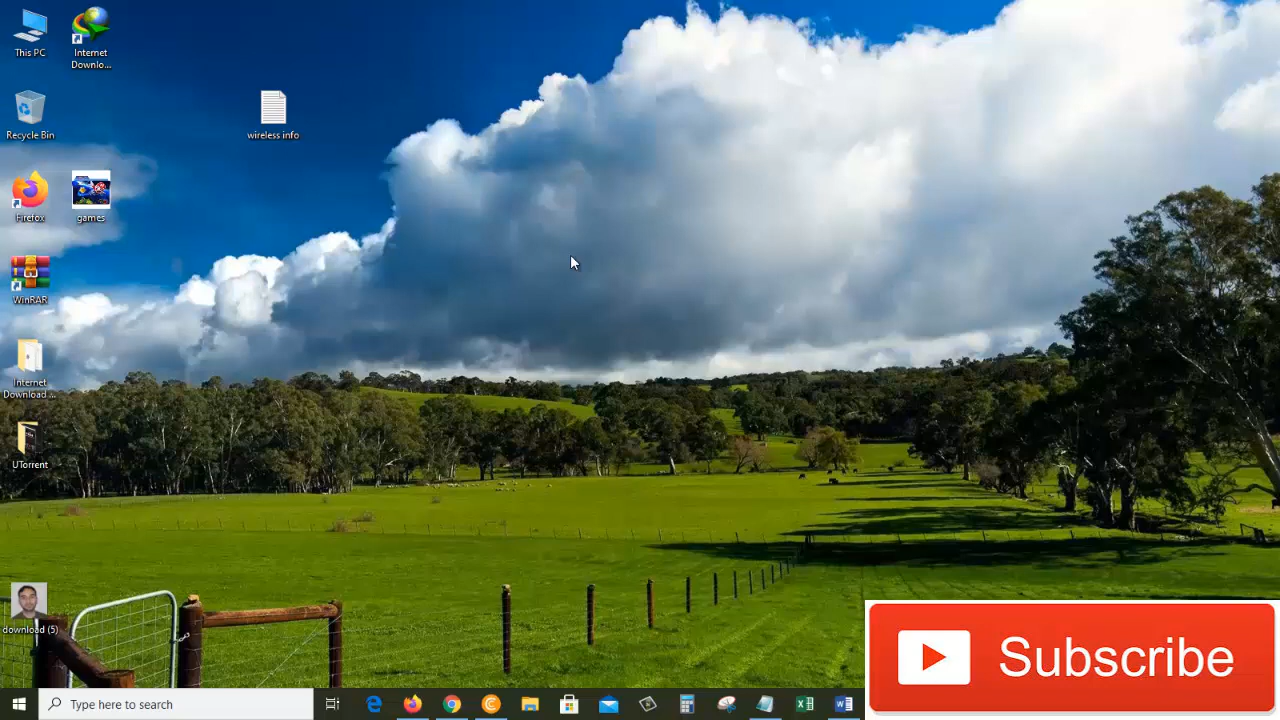 This PC
Internet
Downlo...
Recycle Bin
wireless info
Firefox
games
WinRAR
Internet
Download ...
UTorrent
download (5)
Type here to search
Subscribe